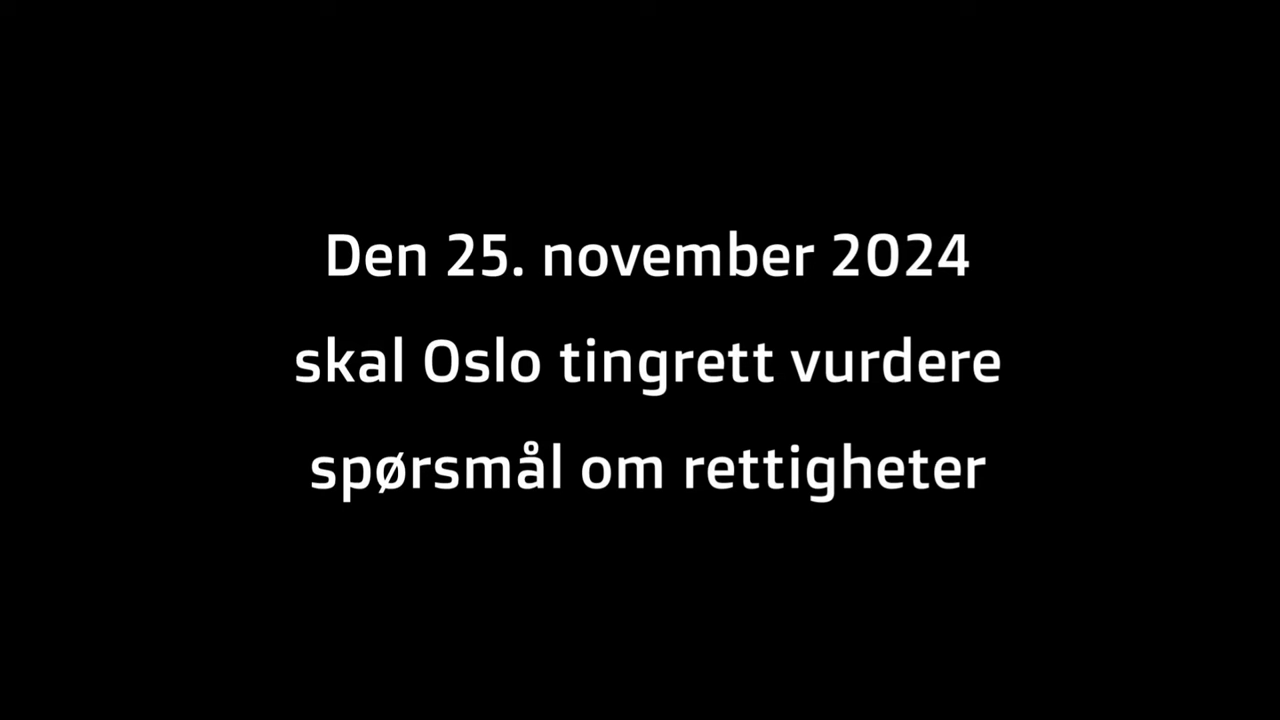 Den 25. november 2024
skal Oslo tingrett vurdere
spørsmål om rettigheter